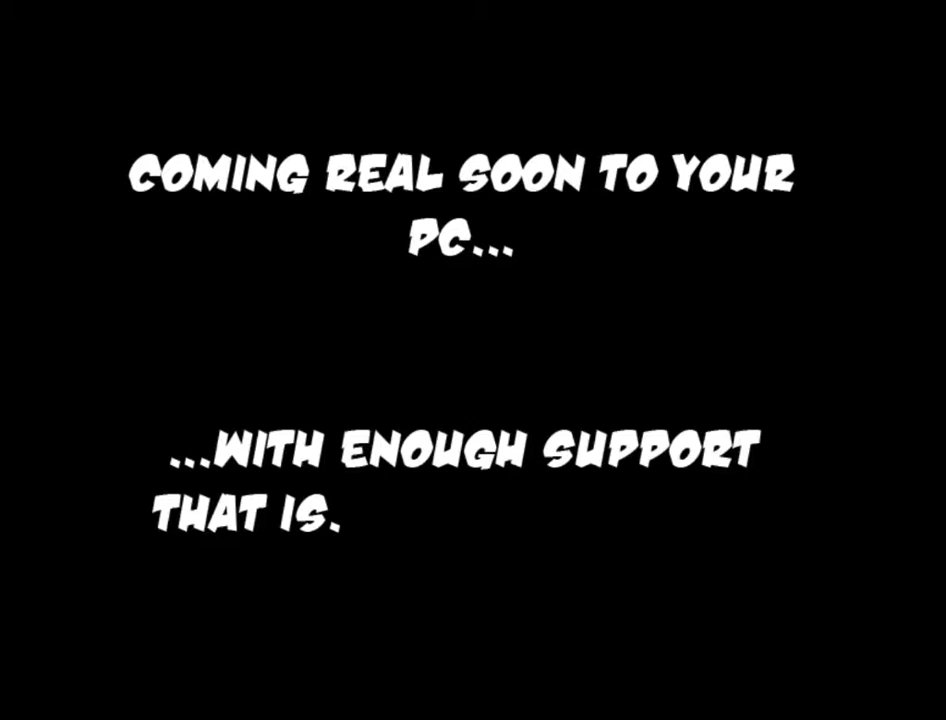 COMING REAL SOON TO YOUR
PC...
...WITH ENOUGH SUPPORT
THAT IS.